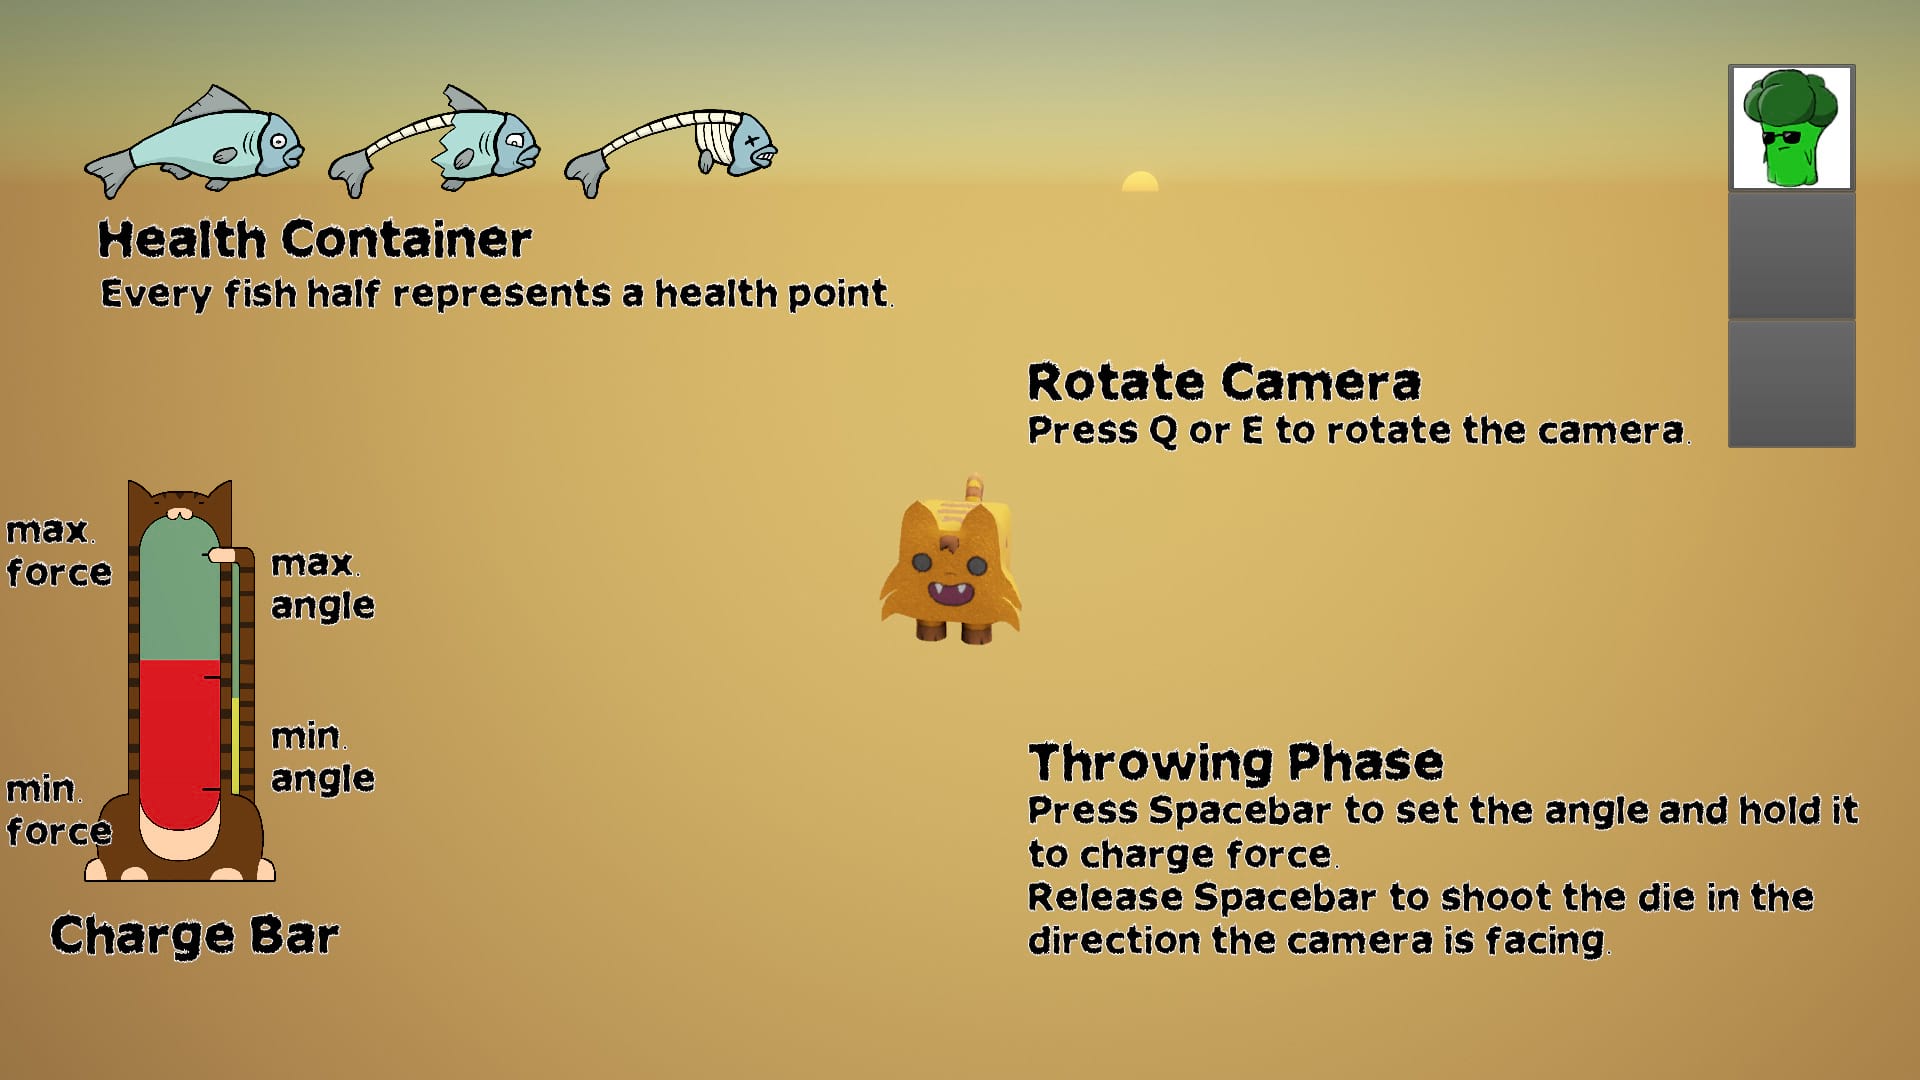 Health Container
Every fish half represents a health point.
Rotate Camera
Press Q or E to rotate the camera.
max.
force
max.
angle
min.
angle
min.
force
Charge Bar
Throwing Phase
Press Spacebar to set the angle and hold it
to charge force.
Release Spacebar to shoot the die in the
direction the camera is facing.